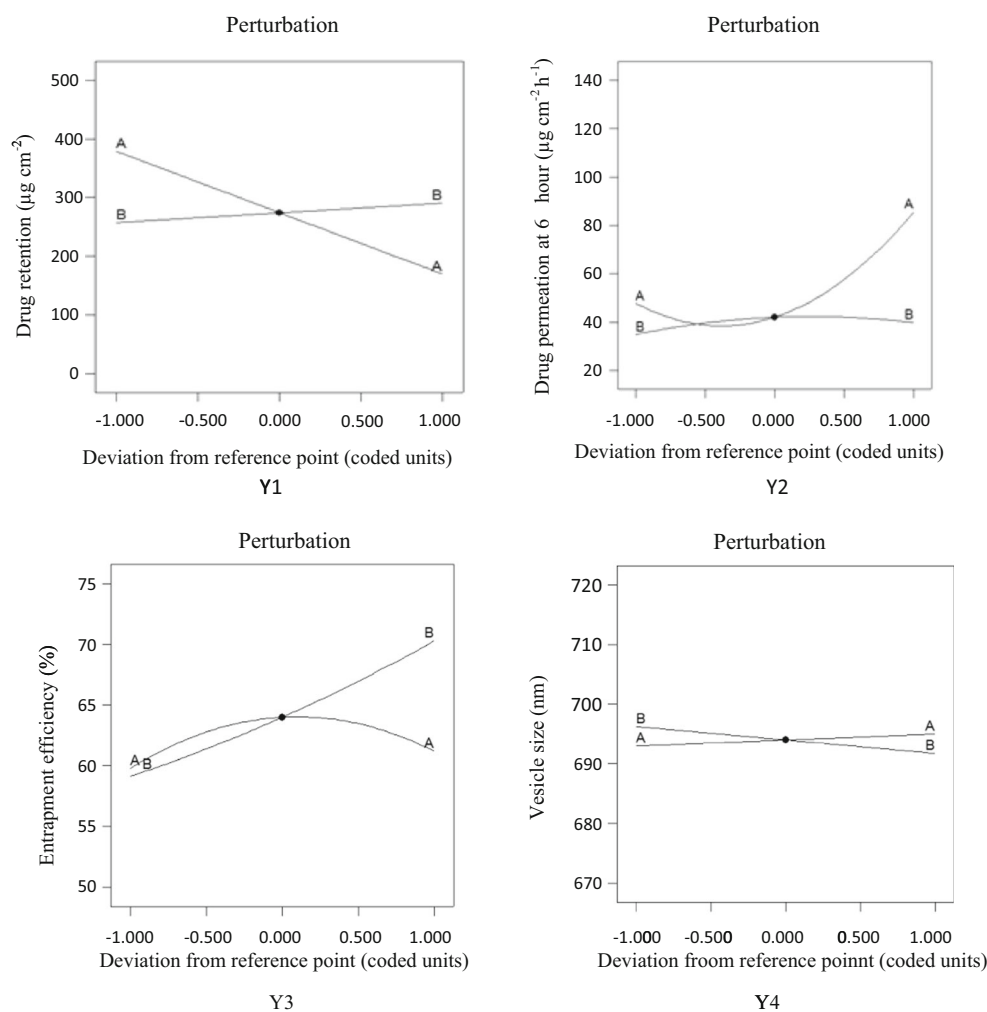 Perturbation
Drug retention (µg cm-2)
500
400
300
200
100
0
A
B
B
A
-1.000 -0.500 0.000 0.500 1.000
Deviation from reference point (coded units)
Y1
Perturbation
Drug permeation at 6 hour (µg cm-2 h-1)
140
120
100
80
60
40
20
A
B
A
B
-1.000 -0.500 0.000 0.500 1.000
Deviation from reference point (coded units)
Y2
Perturbation
Entrapment efficiency (%)
75
70
65
60
55
50
A
B
B
A
-1.000 -0.500 0.000 0.500 1.000
Deviation from reference point (coded units)
Y3
Perturbation
Vesicle size (nm)
720
710
700
690
680
670
B
A
A
B
-1.000 -0.500 0.000 0.500 1.000
Deviation froom reference poinnt (coded units)
Y4